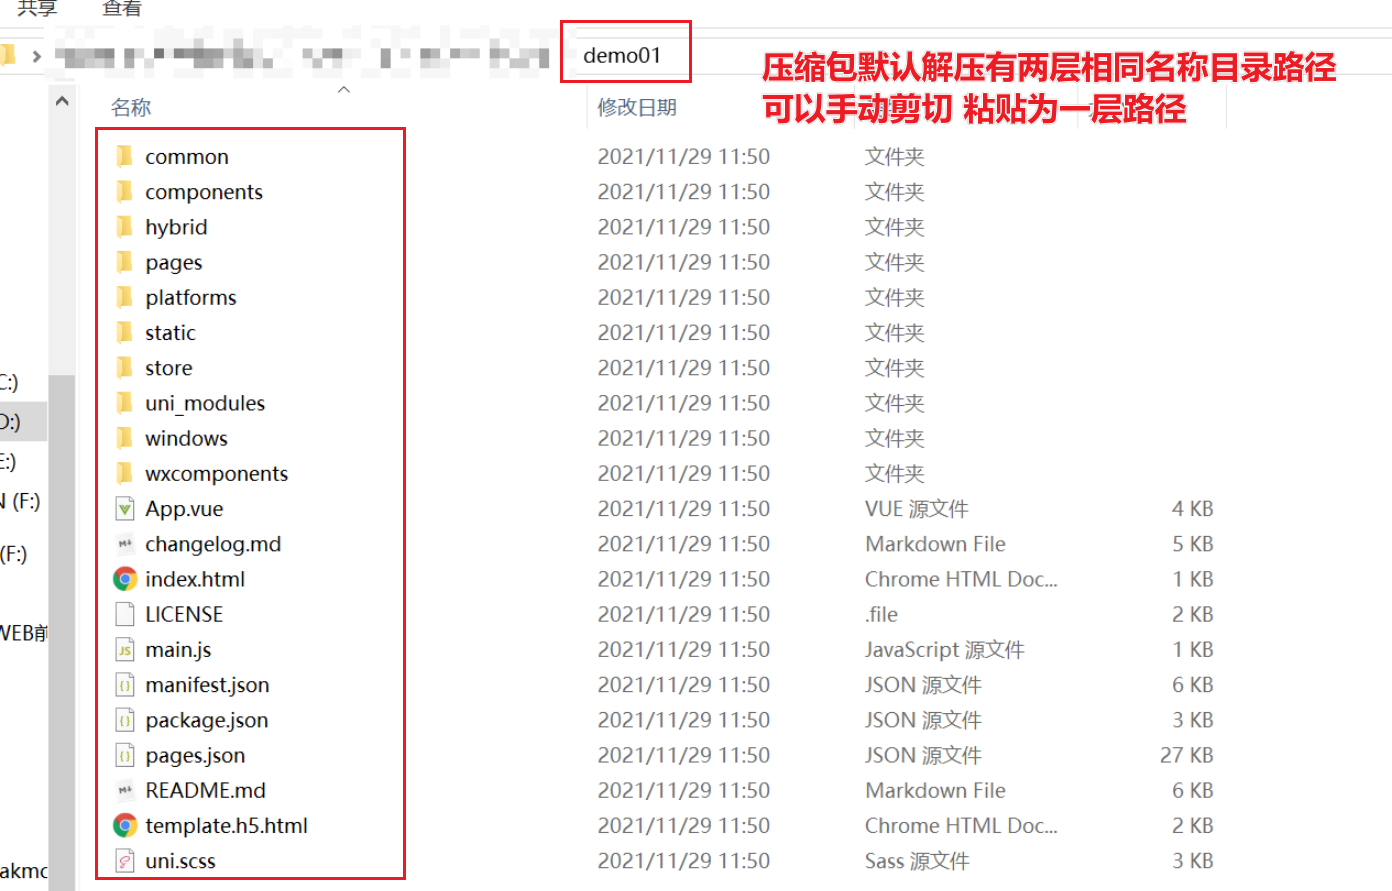 共享 查看
demo01
压缩包默认解压有两层相同名称目录路径
可以手动剪切 粘贴为一层路径
名称 修改日期
common 2021/11/29 11:50 文件夹
components 2021/11/29 11:50 文件夹
hybrid 2021/11/29 11:50 文件夹
pages 2021/11/29 11:50 文件夹
platforms 2021/11/29 11:50 文件夹
static 2021/11/29 11:50 文件夹
store 2021/11/29 11:50 文件夹
uni_modules 2021/11/29 11:50 文件夹
windows 2021/11/29 11:50 文件夹
wxcomponents 2021/11/29 11:50 文件夹
App.vue 2021/11/29 11:50 VUE 源文件 4 KB
changelog.md 2021/11/29 11:50 Markdown File 5 KB
index.html 2021/11/29 11:50 Chrome HTML Doc... 1 KB
LICENSE 2021/11/29 11:50 .file 2 KB
main.js 2021/11/29 11:50 JavaScript 源文件 1 KB
manifest.json 2021/11/29 11:50 JSON 源文件 6 KB
package.json 2021/11/29 11:50 JSON 源文件 3 KB
pages.json 2021/11/29 11:50 JSON 源文件 27 KB
README.md 2021/11/29 11:50 Markdown File 6 KB
template.h5.html 2021/11/29 11:50 Chrome HTML Doc... 2 KB
uni.scss 2021/11/29 11:50 Sass 源文件 3 KB
C:)
D:)
E:)
N (F:)
(F:)
WEB前
akmc